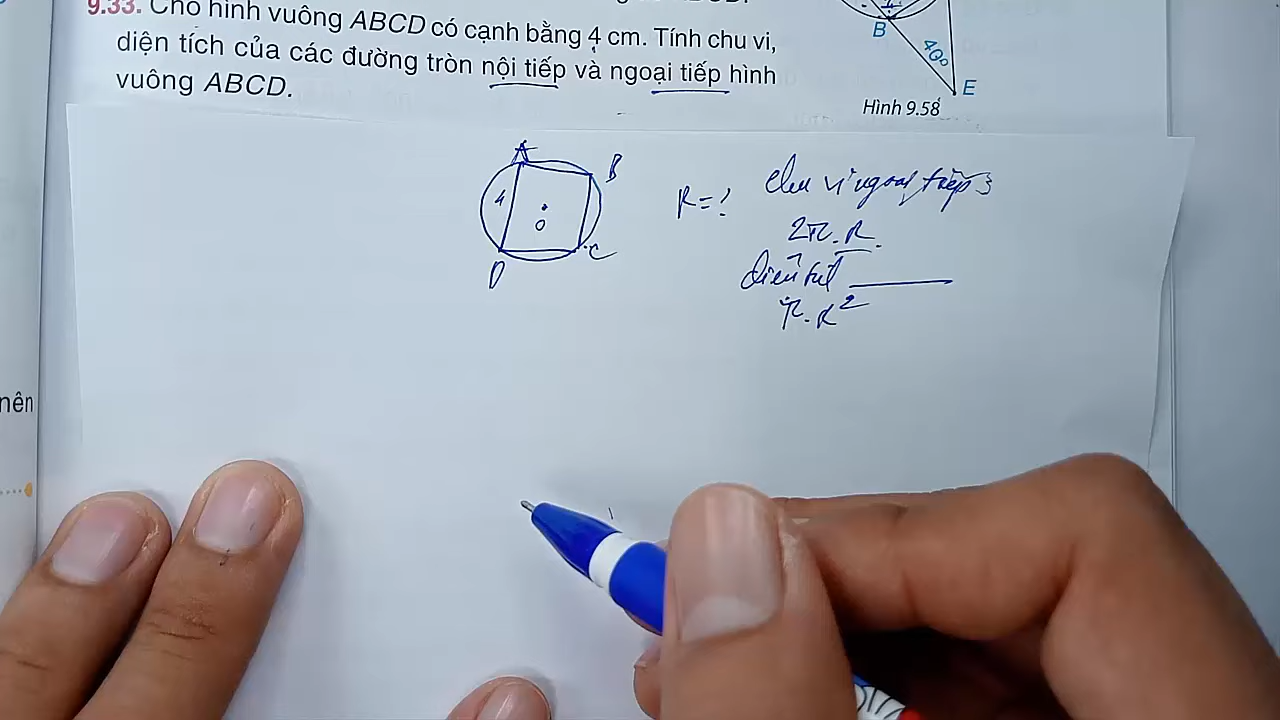 9.33. Cho hình vuông ABCD có cạnh bằng 4 cm. Tính chu vi,
diện tích của các đường tròn nội tiếp và ngoại tiếp hình
vuông ABCD.
B
40°
E
Hình 9.58
nên
A
B
4
O
D
C
R=?
chu vi ngoại tiếp
2π.R.
diện tích
π.R²